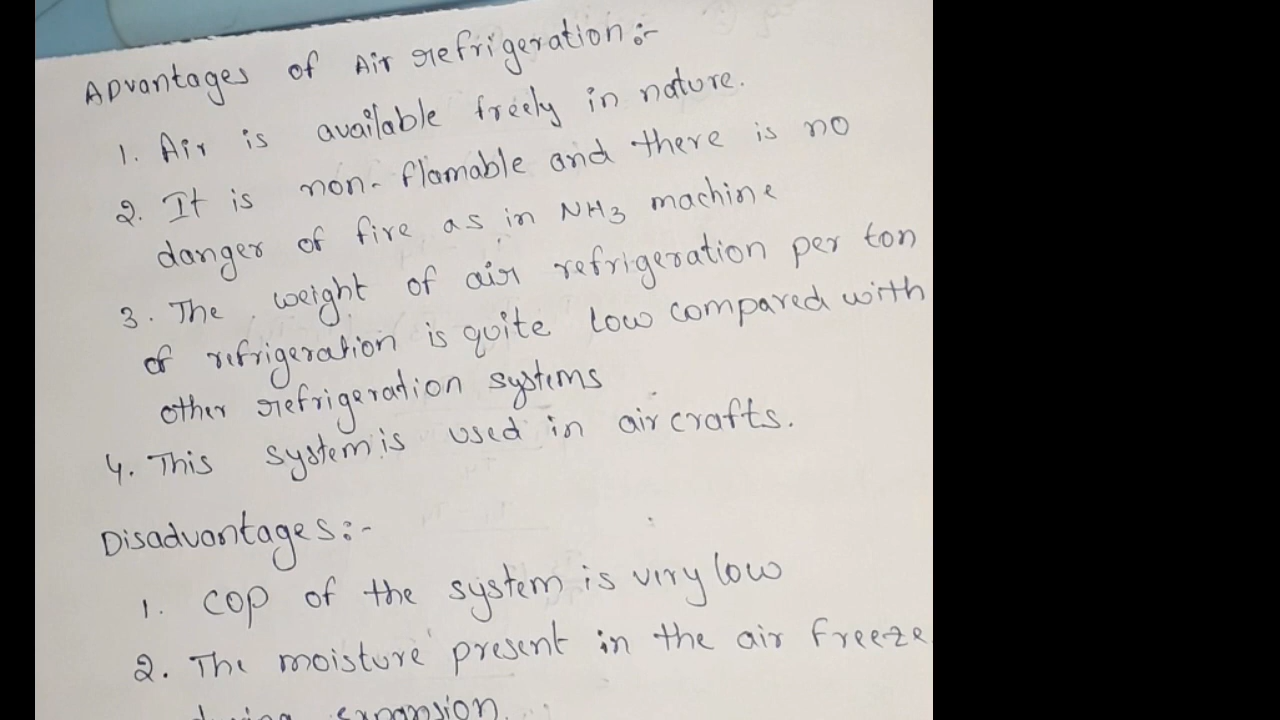 Advantages of Air refrigeration:-
1. Air is available freely in nature.
2. It is non-flamable and there is no
danger of fire as in NH3 machine
3. The weight of air refrigeration per ton
of refrigeration is quite low compared with
other refrigeration systems
4. This system is used in air crafts.
Disadvantages:-
1. COP of the system is very low
2. The moisture present in the air freeze
during expansion.